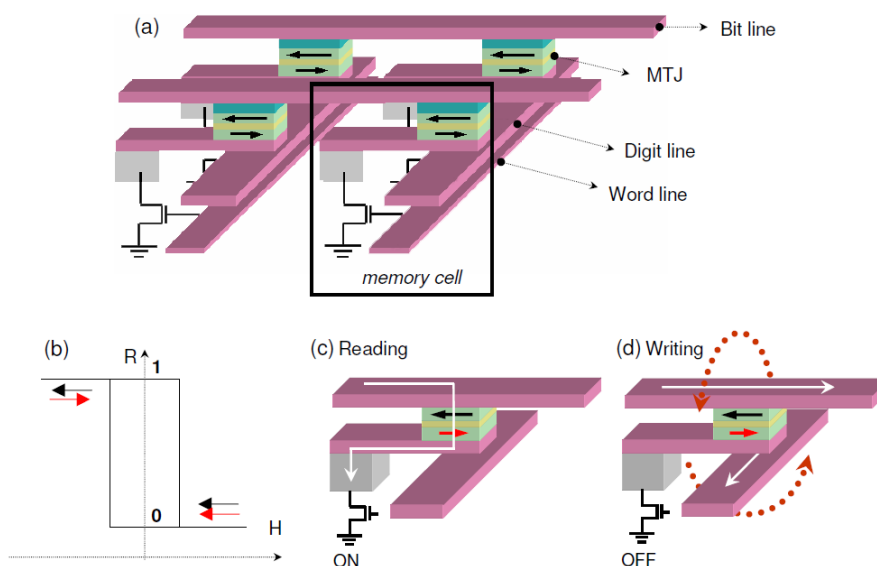 (a)
Bit line
MTJ
Digit line
Word line
memory cell
(b)
R
1
0
H
(c) Reading
ON
(d) Writing
OFF